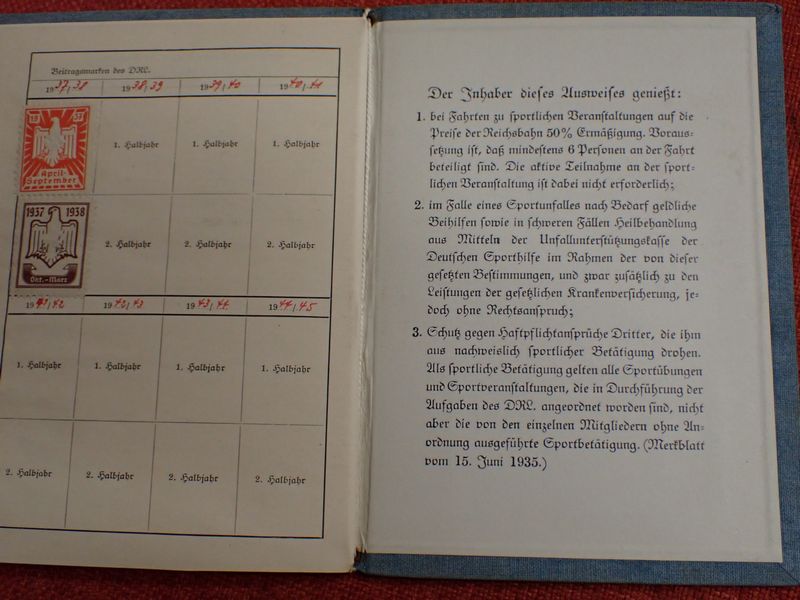 Beitragsmarken des DRL.
1937/38 1938/39 1939/40 1940/41
1937
April-
September
1. Halbjahr 1. Halbjahr 1. Halbjahr
1937 1938
Okt.-März
2. Halbjahr 2. Halbjahr 2. Halbjahr
1941/42 1942/43 1943/44 1944/45
1. Halbjahr 1. Halbjahr 1. Halbjahr 1. Halbjahr
2. Halbjahr 2. Halbjahr 2. Halbjahr 2. Halbjahr
Der Inhaber dieses Ausweises genießt:
1. bei Fahrten zu sportlichen Veranstaltungen auf die
Preise der Reichsbahn 50% Ermäßigung. Voraus-
setzung ist, daß mindestens 6 Personen an der Fahrt
beteiligt sind. Die aktive Teilnahme an der sport-
lichen Veranstaltung ist dabei nicht erforderlich;
2. im Falle eines Sportunfalles nach Bedarf geldliche
Beihilfen sowie in schweren Fällen Heilbehandlung
aus Mitteln der Unfallunterstützungskasse der
Deutschen Sporthilfe im Rahmen der von dieser
gesetzten Bestimmungen, und zwar zusätzlich zu den
Leistungen der gesetzlichen Krankenversicherung, je-
doch ohne Rechtsanspruch;
3. Schutz gegen Haftpflichtansprüche Dritter, die ihm
aus nachweislich sportlicher Betätigung drohen.
Als sportliche Betätigung gelten alle Sportübungen
und Sportveranstaltungen, die in Durchführung der
Aufgaben des DRL. angeordnet worden sind, nicht
aber die von den einzelnen Mitgliedern ohne An-
ordnung ausgeführte Sportbetätigung. (Merkblatt
vom 15. Juni 1935.)